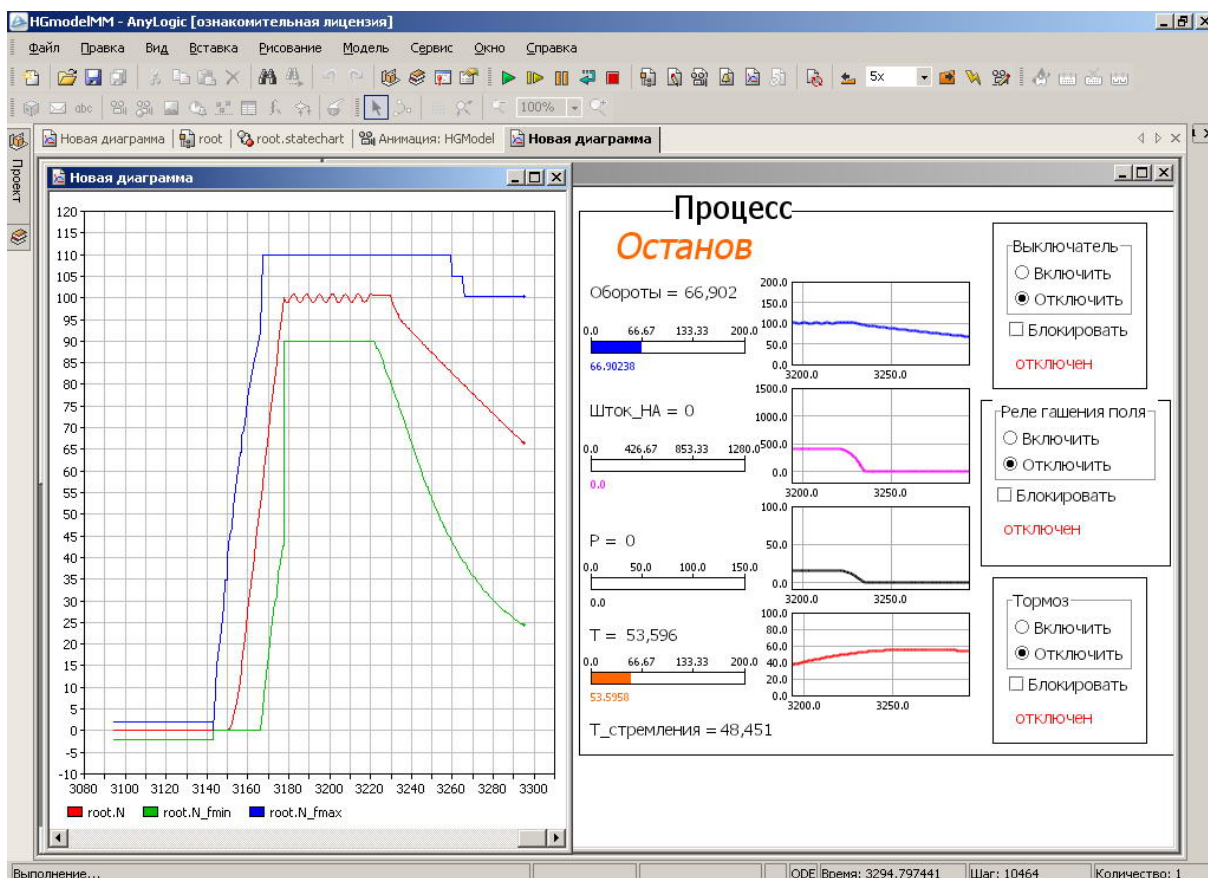 HGmodelMM - AnyLogic [ознакомительная лицензия]
Файл Правка Вид Вставка Рисование Модель Сервис Окно Справка
5x
abc 100%
Новая диаграмма root root.statechart Анимация: HGModel Новая диаграмма
Проект
Новая диаграмма
120
115
110
105
100
95
90
85
80
75
70
65
60
55
50
45
40
35
30
25
20
15
10
5
0
-5
-10
3080 3100 3120 3140 3160 3180 3200 3220 3240 3260 3280 3300
root.N root.N_fmin root.N_fmax
Процесс
Останов
Обороты = 66,902
0.0 66.67 133.33 200.0
66.90238
200.0
150.0
100.0
50.0
0.0
3200.0 3250.0
Шток_НА = 0
0.0 426.67 853.33 1280.0
0.0
1500.0
1000.0
500.0
0.0
3200.0 3250.0
P = 0
0.0 50.0 100.0 150.0
0.0
100.0
50.0
0.0
3200.0 3250.0
T = 53,596
0.0 66.67 133.33 200.0
53.5958
100.0
80.0
60.0
40.0
20.0
0.0
3200.0 3250.0
Т_стремления = 48,451
Выключатель
Включить
Отключить
Блокировать
отключен
Реле гашения поля
Включить
Отключить
Блокировать
отключен
Тормоз
Включить
Отключить
Блокировать
отключен
Выполнение... ODE Время: 3294.797441 Шаг: 10464 Количество: 1